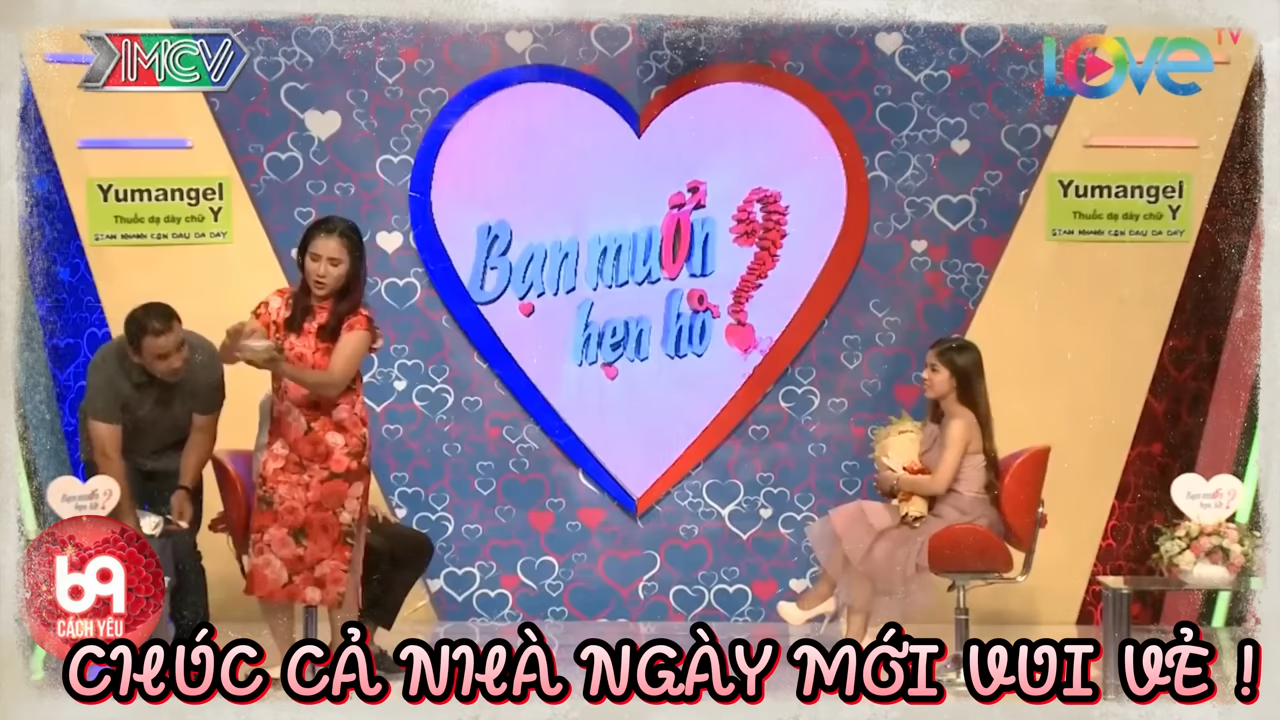 MCV
LOVE TV
Yumangel
Thuốc dạ dày chữ Y
Yumangel
Thuốc dạ dày chữ Y
Bạn muốn
hẹn hò ?
Bạn muốn
hẹn hò ?
Bạn muốn
hẹn hò ?
69
CÁCH YÊU
CHÚC CẢ NHÀ NGÀY MỚI VUI VẺ !